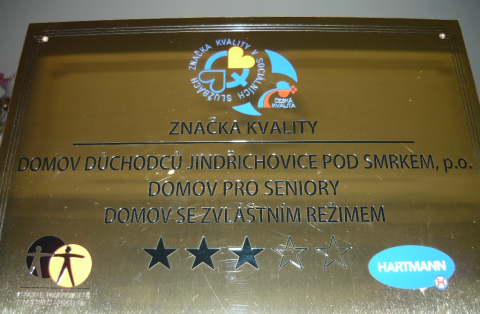 ZNAČKA KVALITY V SOCIÁLNÍCH SLUŽBÁCH
ČESKÁ
KVALITA
ZNAČKA KVALITY
DOMOV DŮCHODCŮ JINDŘICHOVICE POD SMRKEM, p.o.
DOMOV PRO SENIORY
DOMOV SE ZVLÁŠTNÍM REŽIMEM
HARTMANN